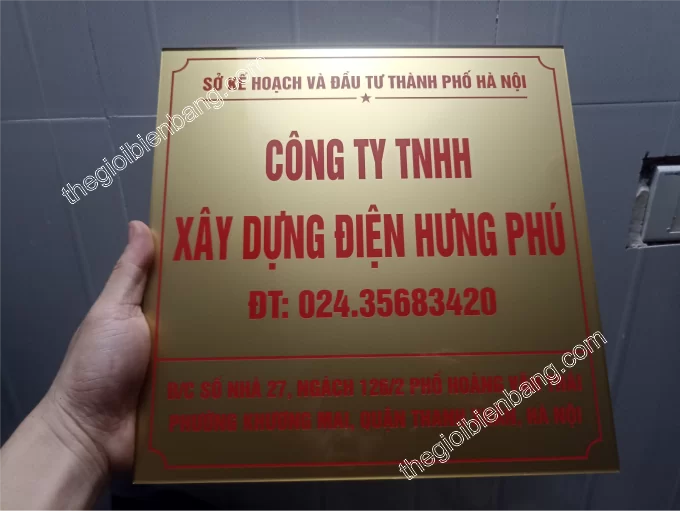 SỞ KẾ HOẠCH VÀ ĐẦU TƯ THÀNH PHỐ HÀ NỘI
CÔNG TY TNHH
XÂY DỰNG ĐIỆN HƯNG PHÚ
ĐT: 024.35683420
Đ/C SỐ NHÀ 27, NGÁCH 126/2 PHỐ HOÀNG
PHƯỜNG KHƯƠNG MAI, QUẬN THANH XUÂN, HÀ NỘI
thegioibienbang.com
thegioibienbang.com